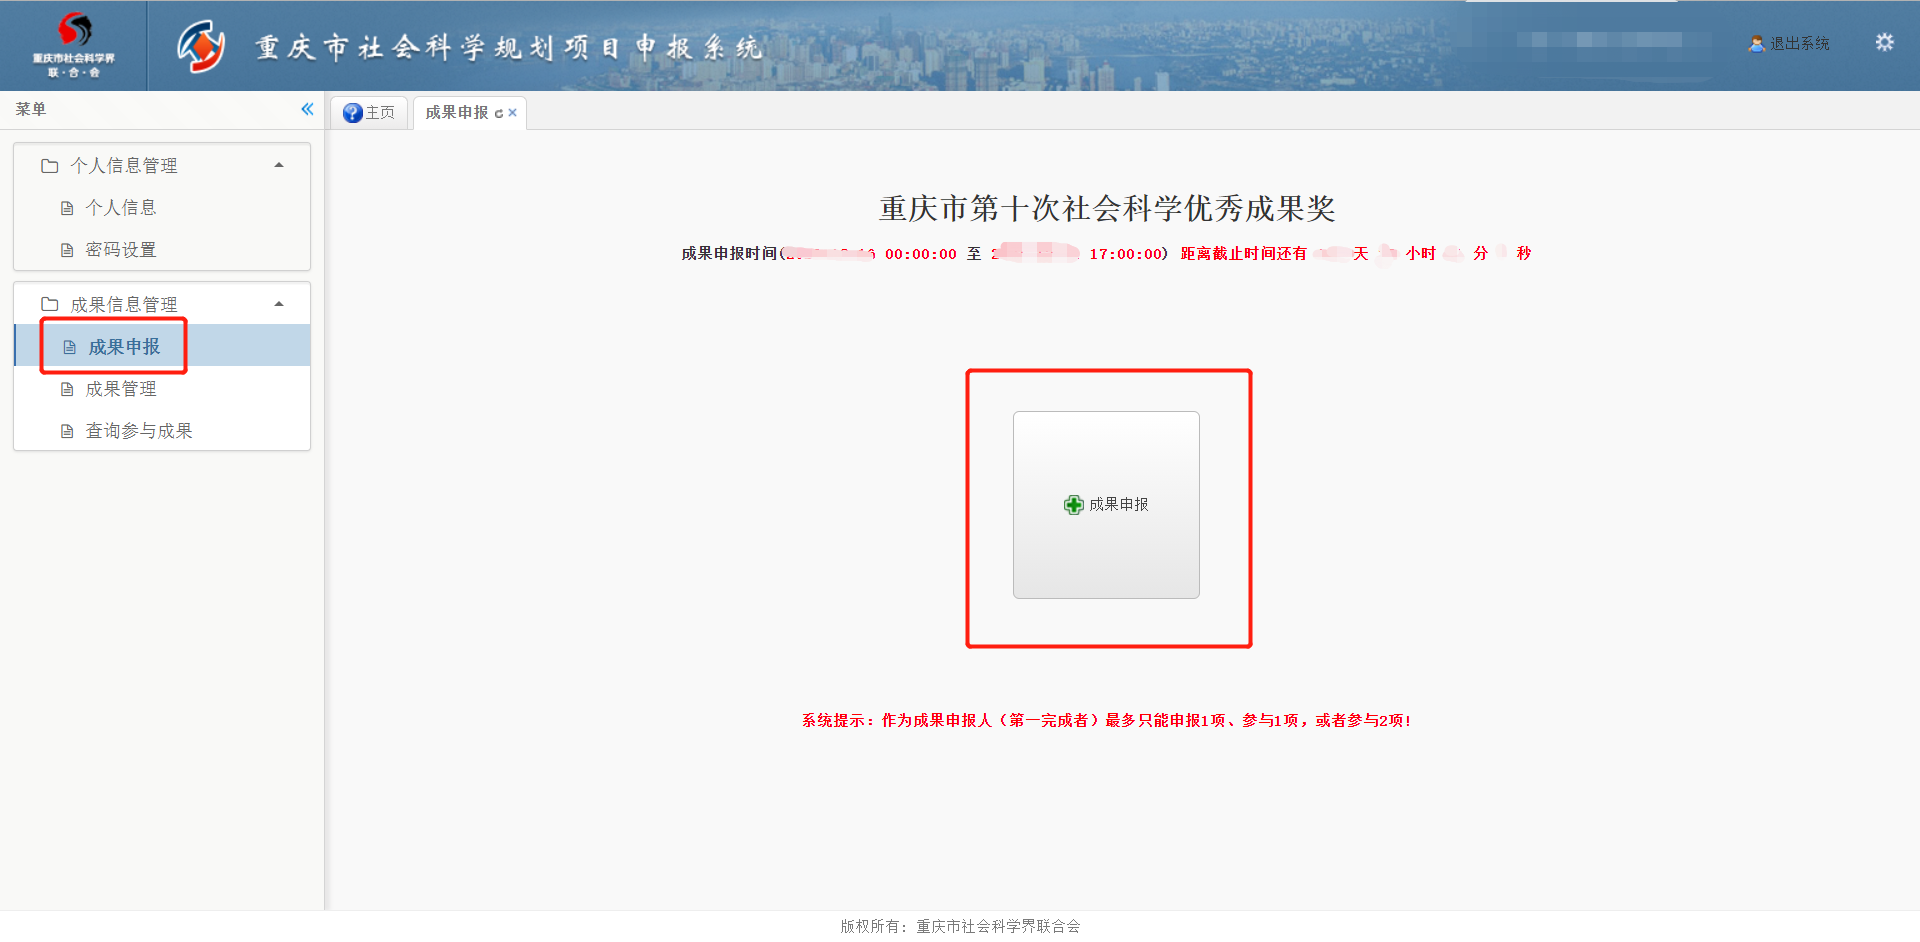 重庆市社会科学界
联·合·会
重庆市社会科学规划项目申报系统
退出系统
菜单
主页
成果申报
个人信息管理
个人信息
密码设置
成果信息管理
成果申报
成果管理
查询参与成果
重庆市第十次社会科学优秀成果奖
成果申报时间( 00:00:00 至 17:00:00) 距离截止时间还有 天 小时 分 秒
成果申报
系统提示：作为成果申报人（第一完成者）最多只能申报1项、参与1项，或者参与2项!
版权所有：重庆市社会科学界联合会